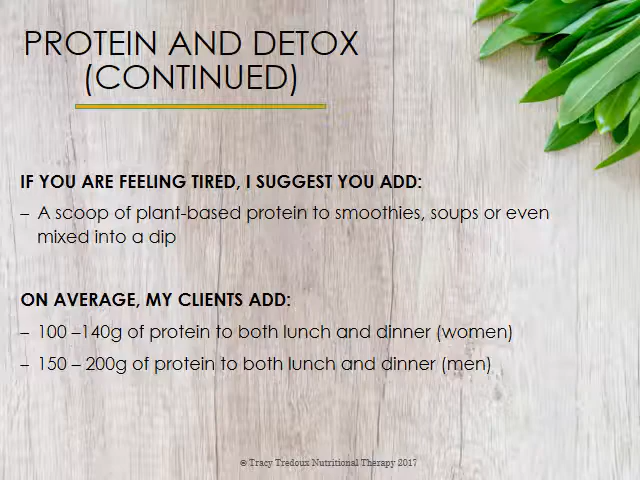 PROTEIN AND DETOX
(CONTINUED)
IF YOU ARE FEELING TIRED, I SUGGEST YOU ADD:
– A scoop of plant-based protein to smoothies, soups or even
mixed into a dip
ON AVERAGE, MY CLIENTS ADD:
– 100 –140g of protein to both lunch and dinner (women)
– 150 – 200g of protein to both lunch and dinner (men)
® Tracy Tredoux Nutritional Therapy 2017